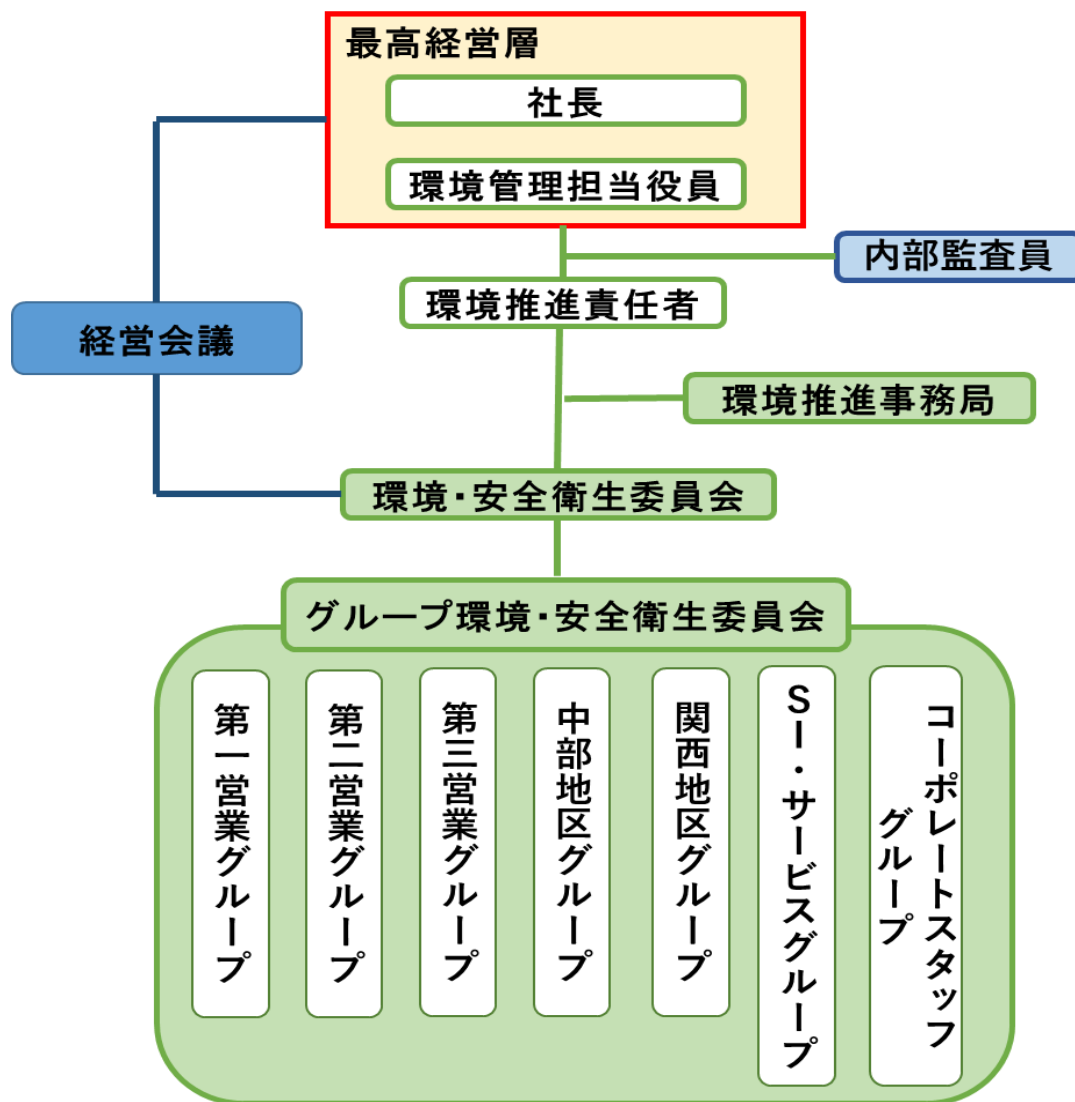 最高経営層
社長
環境管理担当役員
内部監査員
環境推進責任者
経営会議
環境推進事務局
環境・安全衛生委員会
グループ環境・安全衛生委員会
第一営業グループ
第二営業グループ
第三営業グループ
中部地区グループ
関西地区グループ
SI・サービスグループ
コーポレートスタッフ
グループ